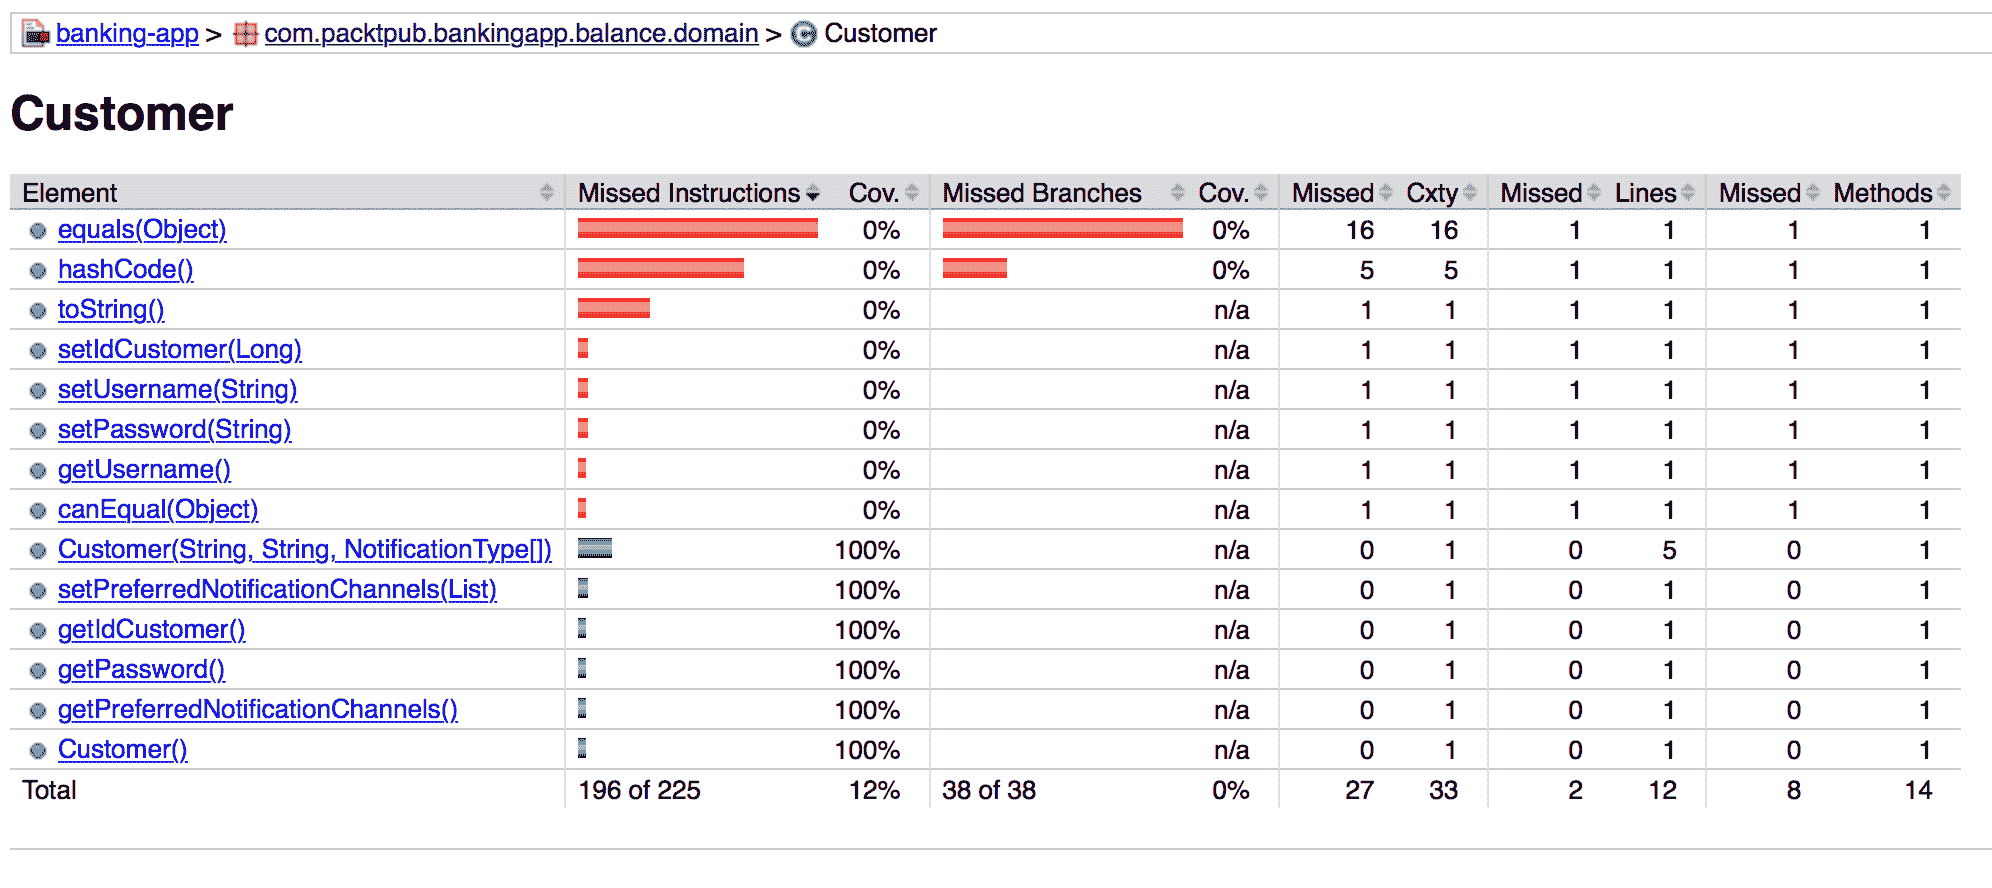 banking-app > com.packtpub.bankingapp.balance.domain > Customer
Customer
Element Missed Instructions Cov. Missed Branches Cov. Missed Cxty Missed Lines Missed Methods
equals(Object) 0% 0% 16 16 1 1 1 1
hashCode() 0% 0% 5 5 1 1 1 1
toString() 0% n/a 1 1 1 1 1 1
setIdCustomer(Long) 0% n/a 1 1 1 1 1 1
setUsername(String) 0% n/a 1 1 1 1 1 1
setPassword(String) 0% n/a 1 1 1 1 1 1
getUsername() 0% n/a 1 1 1 1 1 1
canEqual(Object) 0% n/a 1 1 1 1 1 1
Customer(String, String, NotificationType[]) 100% n/a 0 1 0 5 0 1
setPreferredNotificationChannels(List) 100% n/a 0 1 0 1 0 1
getIdCustomer() 100% n/a 0 1 0 1 0 1
getPassword() 100% n/a 0 1 0 1 0 1
getPreferredNotificationChannels() 100% n/a 0 1 0 1 0 1
Customer() 100% n/a 0 1 0 1 0 1
Total 196 of 225 12% 38 of 38 0% 27 33 2 12 8 14